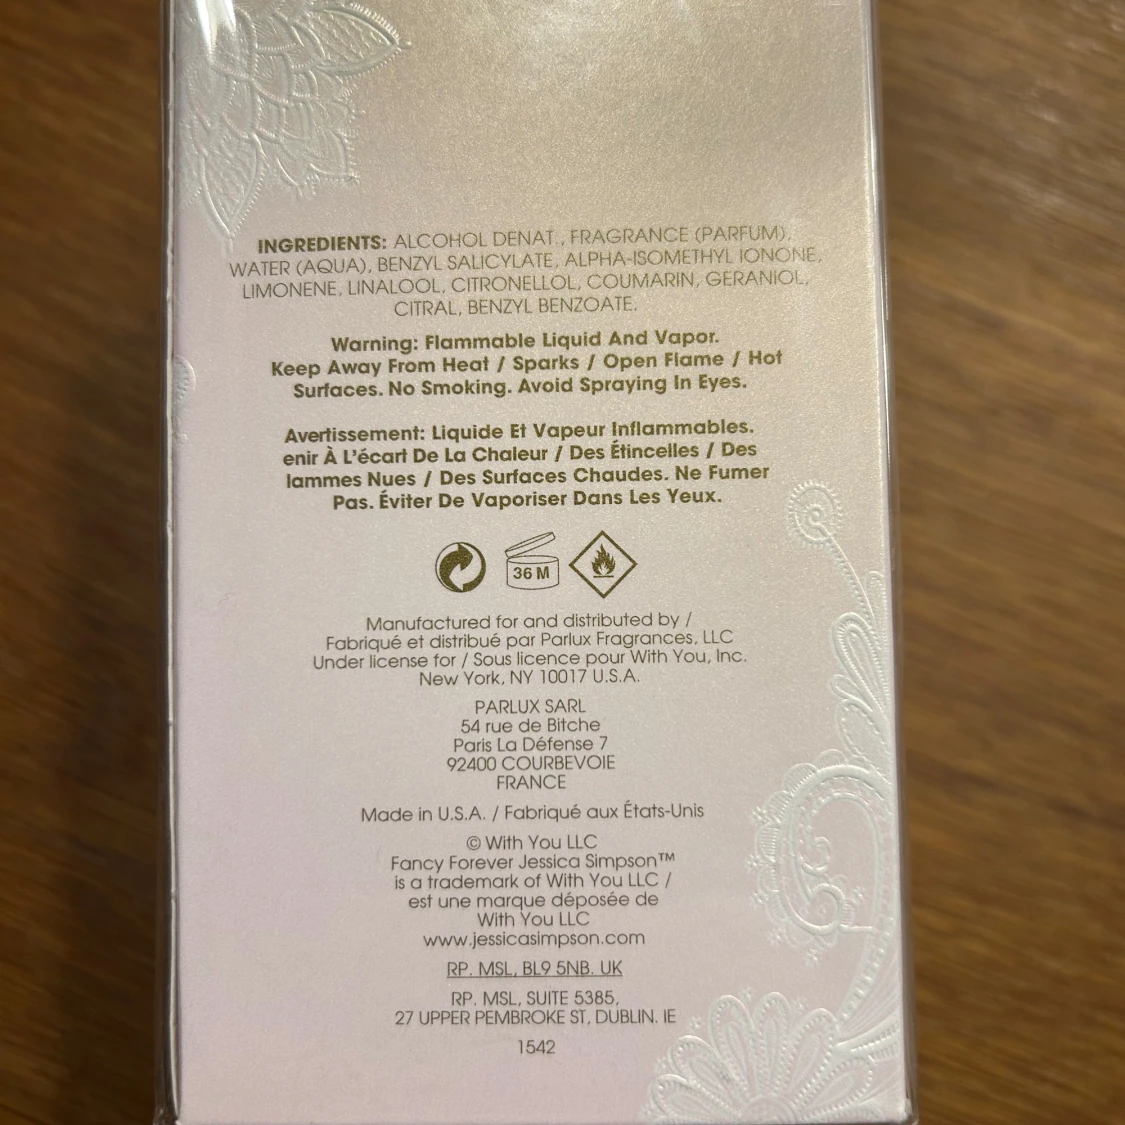 INGREDIENTS: ALCOHOL DENAT., FRAGRANCE (PARFUM),
WATER (AQUA), BENZYL SALICYLATE, ALPHA-ISOMETHYL IONONE,
LIMONENE, LINALOOL, CITRONELLOL, COUMARIN, GERANIOL,
CITRAL, BENZYL BENZOATE.
Warning: Flammable Liquid And Vapor.
Keep Away From Heat / Sparks / Open Flame / Hot
Surfaces. No Smoking. Avoid Spraying In Eyes.
Avertissement: Liquide Et Vapeur Inflammables.
enir À L'écart De La Chaleur / Des Étincelles / Des
lammes Nues / Des Surfaces Chaudes. Ne Fumer
Pas. Éviter De Vaporiser Dans Les Yeux.
36 M
Manufactured for and distributed by /
Fabriqué et distribué par Parlux Fragrances, LLC
Under license for / Sous licence pour With You, Inc.
New York, NY 10017 U.S.A.
PARLUX SARL
54 rue de Bitche
Paris La Défense 7
92400 COURBEVOIE
FRANCE
Made in U.S.A. / Fabriqué aux États-Unis
© With You LLC
Fancy Forever Jessica Simpson™
is a trademark of With You LLC /
est une marque déposée de
With You LLC
www.jessicasimpson.com
RP. MSL, BL9 5NB. UK
RP. MSL, SUITE 5385,
27 UPPER PEMBROKE ST, DUBLIN. IE
1542